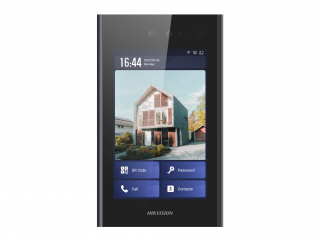 16:44
QR Code
Password
Call
Contacts
HIKVISION